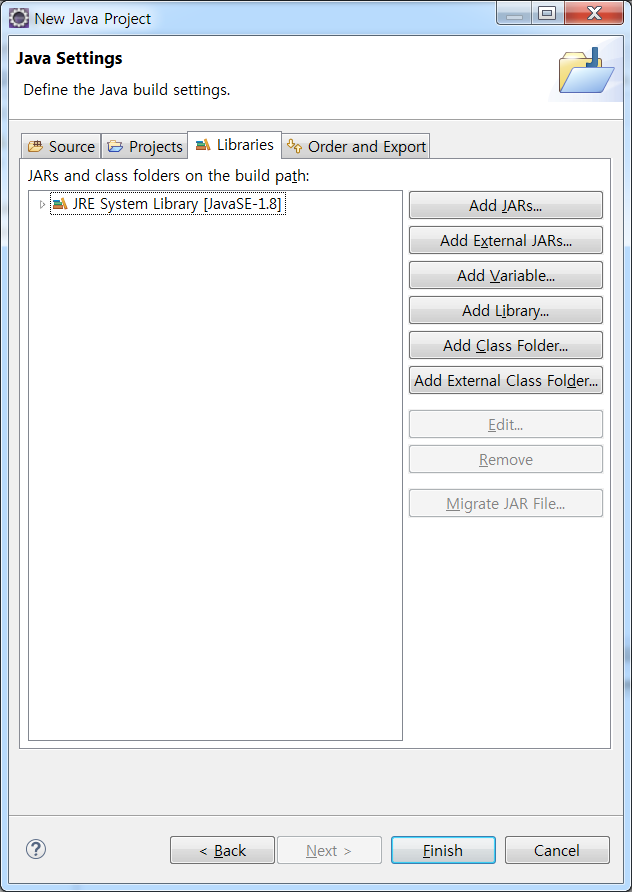 New Java Project
Java Settings
Define the Java build settings.
Source Projects Libraries Order and Export
JARs and class folders on the build path:
JRE System Library [JavaSE-1.8]
Add JARs...
Add External JARs...
Add Variable...
Add Library...
Add Class Folder...
Add External Class Folder...
Edit...
Remove
Migrate JAR File...
? < Back Next > Finish Cancel